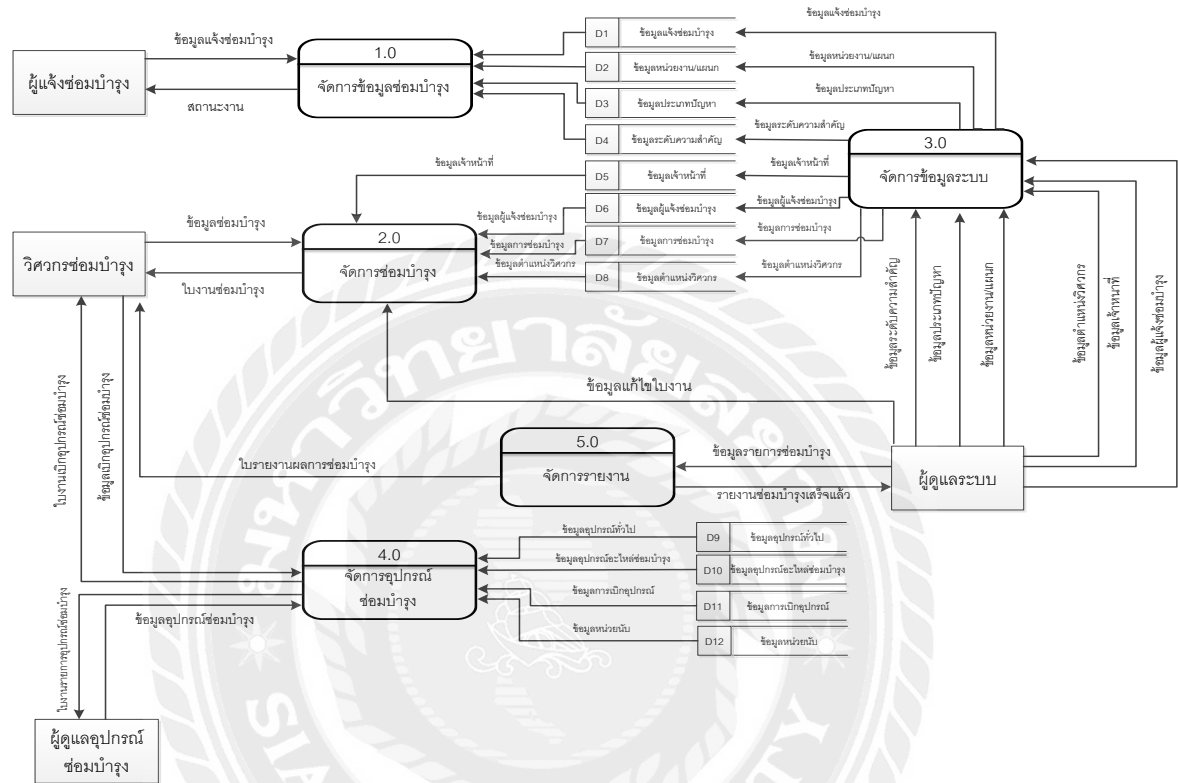 ข้อมูลแจ้งซ่อมบำรุง
ผู้แจ้งซ่อมบำรุง
ข้อมูลแจ้งซ่อมบำรุง
สถานะงาน
1.0
จัดการข้อมูลซ่อมบำรุง
D1 ข้อมูลแจ้งซ่อมบำรุง
D2 ข้อมูลหน่วยงาน/แผนก
D3 ข้อมูลประเภทปัญหา
D4 ข้อมูลระดับความสำคัญ
D5 ข้อมูลเจ้าหน้าที่
D6 ข้อมูลผู้แจ้งซ่อมบำรุง
D7 ข้อมูลการซ่อมบำรุง
D8 ข้อมูลตำแหน่งวิศวกร
ข้อมูลหน่วยงาน/แผนก
ข้อมูลประเภทปัญหา
ข้อมูลระดับความสำคัญ
ข้อมูลเจ้าหน้าที่
ข้อมูลผู้แจ้งซ่อมบำรุง
ข้อมูลการซ่อมบำรุง
ข้อมูลตำแหน่งวิศวกร
3.0
จัดการข้อมูลระบบ
ข้อมูลเจ้าหน้าที่
ข้อมูลผู้แจ้งซ่อมบำรุง
ข้อมูลการซ่อมบำรุง
ข้อมูลตำแหน่งวิศวกร
วิศวกรซ่อมบำรุง
ข้อมูลซ่อมบำรุง
ใบงานซ่อมบำรุง
2.0
จัดการซ่อมบำรุง
ข้อมูลระดับความสำคัญ
ข้อมูลประเภทปัญหา
ข้อมูลหน่วยงาน/แผนก
ข้อมูลตำแหน่งวิศวกร
ข้อมูลเจ้าหน้าที่
ข้อมูลผู้แจ้งซ่อมบำรุง
ข้อมูลแก้ไขใบงาน
ใบงานเบิกอุปกรณ์ซ่อมบำรุง
ข้อมูลเบิกอุปกรณ์ซ่อมบำรุง
ใบรายงานผลการซ่อมบำรุง
5.0
จัดการรายงาน
ข้อมูลรายการซ่อมบำรุง
รายงานซ่อมบำรุงเสร็จแล้ว
ผู้ดูแลระบบ
4.0
จัดการอุปกรณ์
ซ่อมบำรุง
ข้อมูลอุปกรณ์ทั่วไป
ข้อมูลอุปกรณ์อะไหล่ซ่อมบำรุง
ข้อมูลการเบิกอุปกรณ์
ข้อมูลหน่วยนับ
D9 ข้อมูลอุปกรณ์ทั่วไป
D10 ข้อมูลอุปกรณ์อะไหล่ซ่อมบำรุง
D11 ข้อมูลการเบิกอุปกรณ์
D12 ข้อมูลหน่วยนับ
ใบงานรายการอุปกรณ์ซ่อมบำรุง
ข้อมูลอุปกรณ์ซ่อมบำรุง
ผู้ดูแลอุปกรณ์
ซ่อมบำรุง
มหาวิทยาลัยสยาม